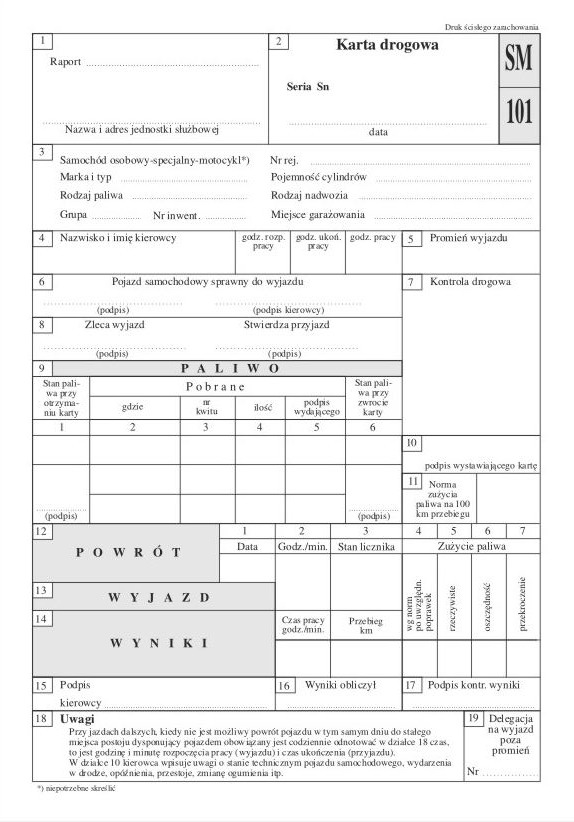 Druk ścisłego zarachowania
1
Raport ........................................................
........................................................
Nazwa i adres jednostki służbowej
2
Karta drogowa
Seria Sn
........................................................
data
SM
101
3
Samochód osobowy-specjalny-motocykl*)
Nr rej. ........................................................
Marka i typ ........................................
Pojemność cylindrów ........................................
Rodzaj paliwa ........................................
Rodzaj nadwozia ........................................
Grupa ................ Nr inwent. ................
Miejsce garażowania ........................................
4
Nazwisko i imię kierowcy
godz. rozp.
pracy
godz. ukoń.
pracy
godz. pracy
5
Promień wyjazdu
6
Pojazd samochodowy sprawny do wyjazdu
(podpis)
(podpis kierowcy)
7
Kontrola drogowa
8
Zleca wyjazd
Stwierdza przyjazd
(podpis)
(podpis)
9
PALIWO
Stan pali-
wa przy
otrzyma-
niu karty
Pobrane
gdzie
nr
kwitu
ilość
podpis
wydającego
Stan pali-
wa przy
zwrocie
karty
1 2 3 4 5 6
(podpis)
(podpis)
10
podpis wystawiającego kartę
11
Norma
zużycia
paliwa na 100
km przebiegu
12
POWRÓT
1 2 3 4 5 6 7
Data
Godz./min.
Stan licznika
Zużycie paliwa
13
WYJAZD
14
WYNIKI
Czas pracy
godz./min.
Przebieg
km
wg norm
po uwzględn.
poprawek
rzeczywiste
oszczędność
przekroczenie
15
Podpis
kierowcy ........................................
16
Wyniki obliczył
........................................
17
Podpis kontr. wyniki
........................................
18
Uwagi
Przy jazdach dalszych, kiedy nie jest możliwy powrót pojazdu w tym samym dniu do stałego
miejsca postoju dysponujący pojazdem obowiązany jest codziennie odnotować w działce 18 czas,
to jest godzinę i minutę rozpoczęcia pracy (wyjazdu) i czas ukończenia (przyjazdu).
W działce 10 kierowca wpisuje uwagi o stanie technicznym pojazdu samochodowego, wydarzenia
w drodze, opóźnienia, przestoje, zmianę ogumienia itp.
19
Delegacja
na wyjazd
poza
promień
Nr ................
*) niepotrzebne skreślić